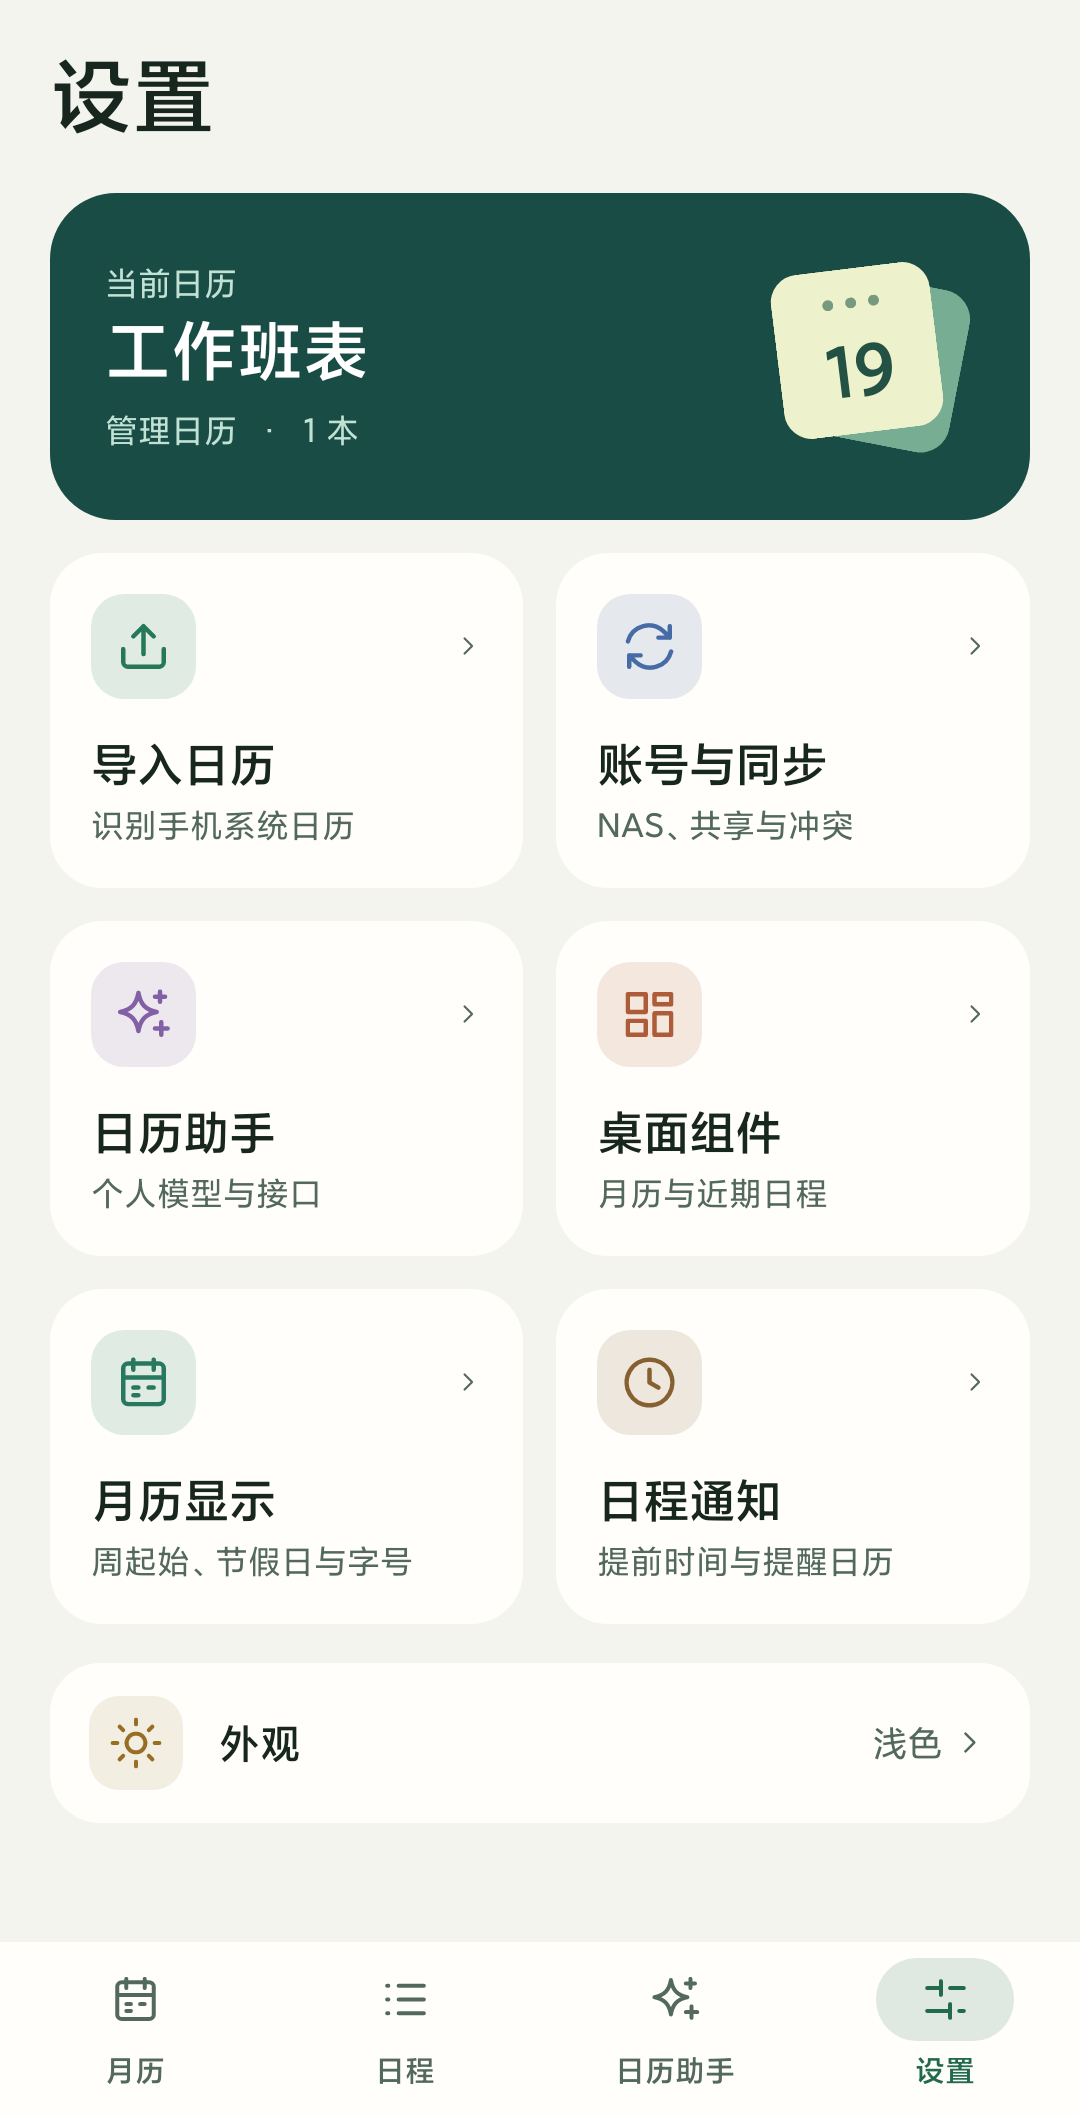 设置
当前日历
工作班表
管理日历 · 1 本
19
导入日历
识别手机系统日历
账号与同步
NAS、共享与冲突
日历助手
个人模型与接口
桌面组件
月历与近期日程
月历显示
周起始、节假日与字号
日程通知
提前时间与提醒日历
外观
浅色
月历
日程
日历助手
设置